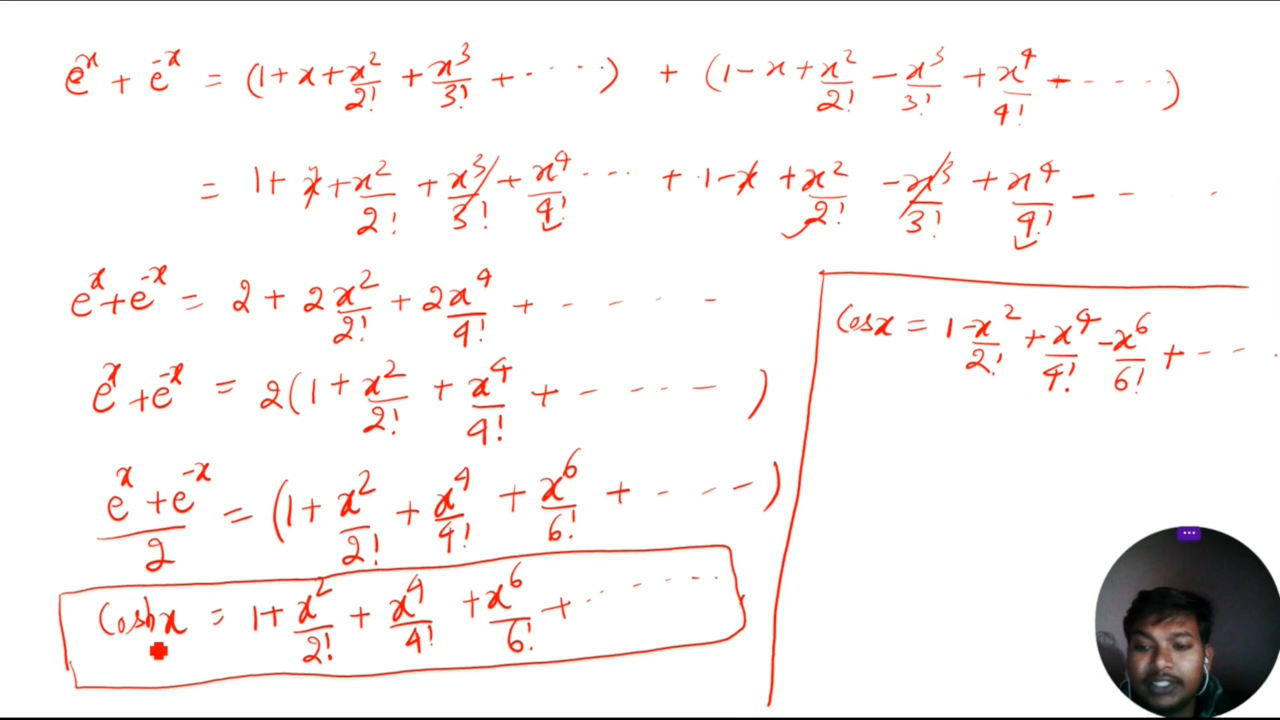 e^x + e^-x = (1 + x + x^2/2! + x^3/3! + ....) + (1 - x + x^2/2! - x^3/3! + x^4/4! - .....)
= 1 + x + x^2/2! + x^3/3! + x^4/4! ... + 1 - x + x^2/2! - x^3/3! + x^4/4! - - - .
e^x + e^-x = 2 + 2x^2/2! + 2x^4/4! + - - - - -
e^x + e^-x = 2(1 + x^2/2! + x^4/4! + - - - - )
(e^x + e^-x)/2 = (1 + x^2/2! + x^4/4! + x^6/6! + - - - - )
Coshx = 1 + x^2/2! + x^4/4! + x^6/6! + .......
Cosx = 1 - x^2/2! + x^4/4! - x^6/6! + - - - .